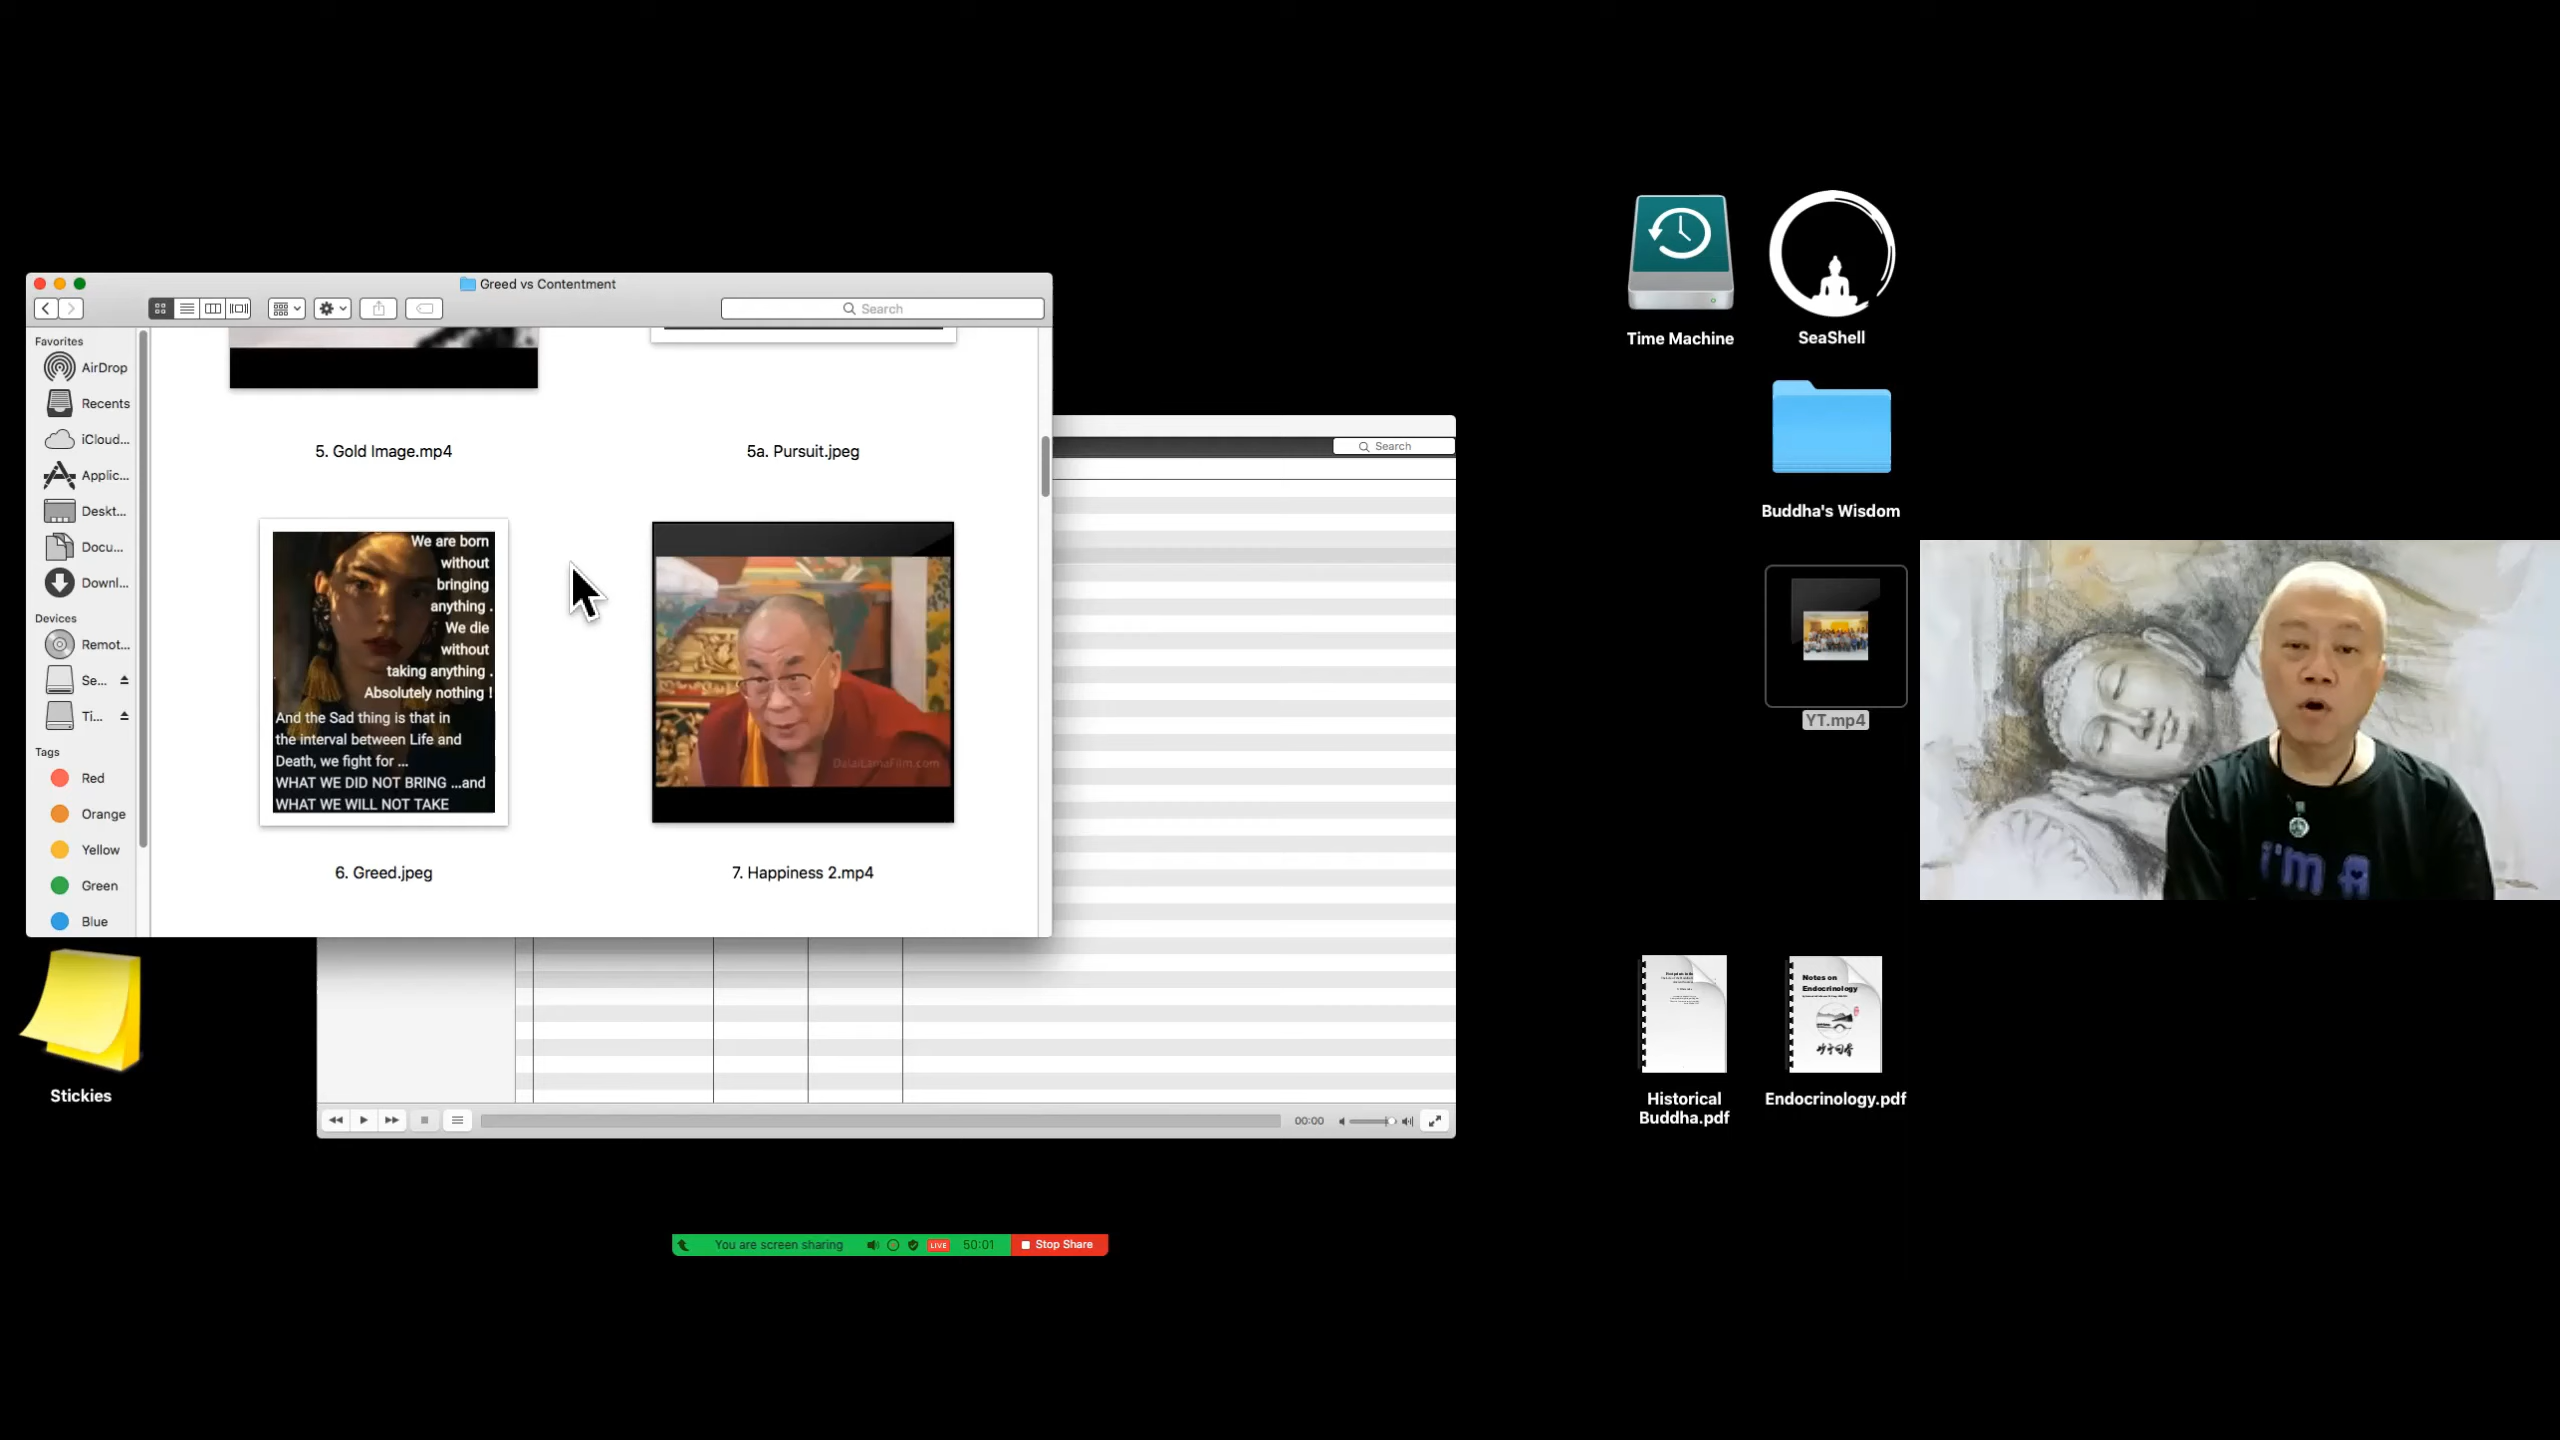 Greed vs Contentment
Search
Favorites
AirDrop
Recents
iCloud...
Applic...
Deskt...
Docu...
Downl...
Devices
Remot...
Se...
Ti...
Tags
Red
Orange
Yellow
Green
Blue
5. Gold Image.mp4
5a. Pursuit.jpeg
We are born
without
bringing
anything .
We die
without
taking anything .
Absolutely nothing !
And the Sad thing is that in
the interval between Life and
Death, we fight for ...
WHAT WE DID NOT BRING ...and
WHAT WE WILL NOT TAKE
DalaiLamaFilm.com
6. Greed.jpeg
7. Happiness 2.mp4
Search
00:00
Stickies
Time Machine
SeaShell
Buddha's Wisdom
YT.mp4
i'm A
Notes on
Endocrinology
Historical
Buddha.pdf
Endocrinology.pdf
You are screen sharing
LIVE
50:01
Stop Share